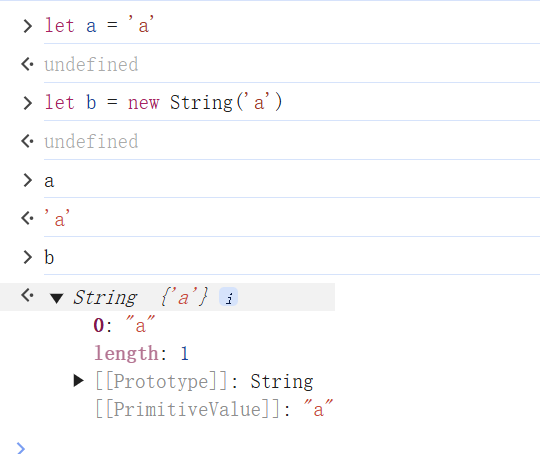 let a = 'a'
undefined
let b = new String('a')
undefined
a
'a'
b
String {'a'} i
0: "a"
length: 1
[[Prototype]]: String
[[PrimitiveValue]]: "a"